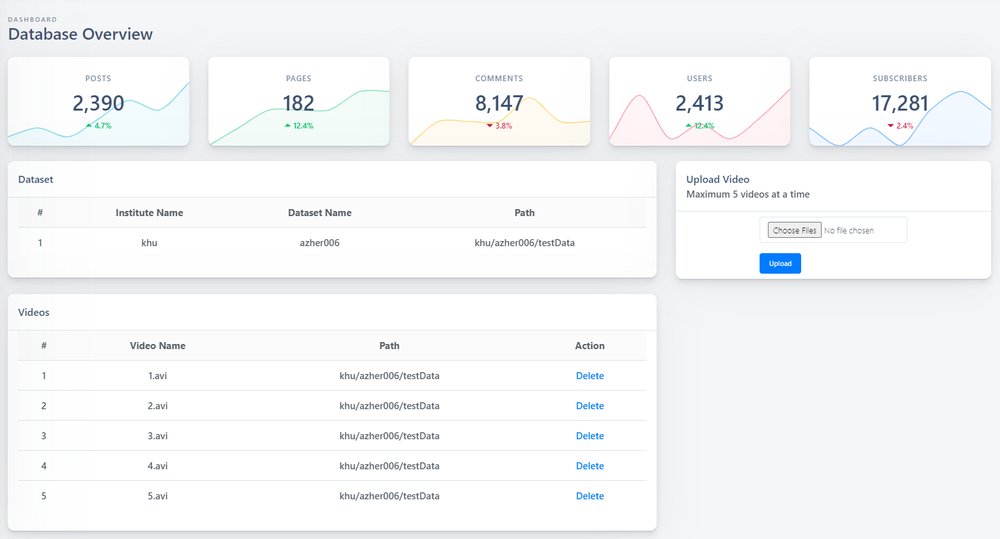 DASHBOARD
Database Overview
POSTS
2,390
4.7%
PAGES
182
12.4%
COMMENTS
8,147
3.8%
USERS
2,413
12.4%
SUBSCRIBERS
17,281
2.4%
Dataset
# Institute Name Dataset Name Path
1 khu azher006 khu/azher006/testData
Upload Video
Maximum 5 videos at a time
Choose Files No file chosen
Upload
Videos
# Video Name Path Action
1 1.avi khu/azher006/testData Delete
2 2.avi khu/azher006/testData Delete
3 3.avi khu/azher006/testData Delete
4 4.avi khu/azher006/testData Delete
5 5.avi khu/azher006/testData Delete